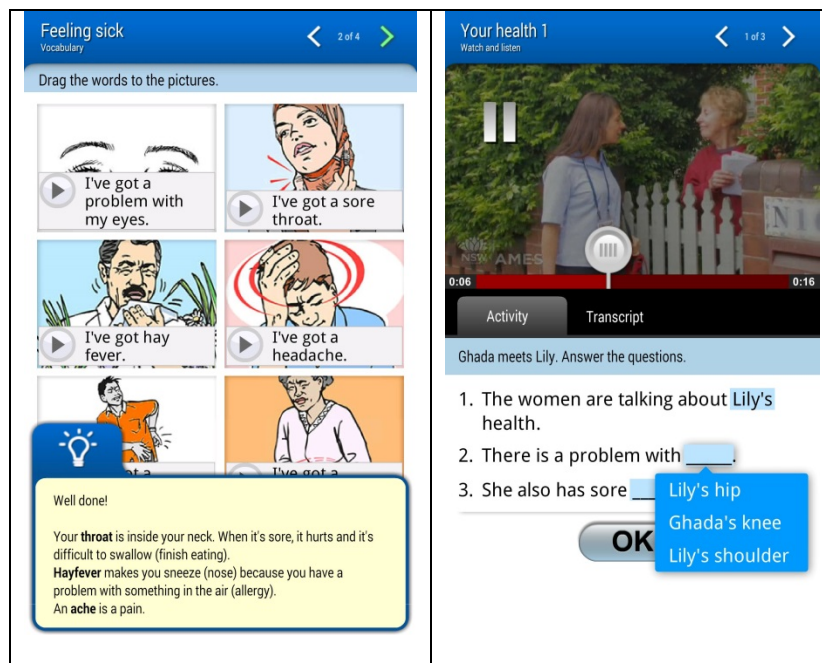 Feeling sick
Vocabulary
2 of 4
Drag the words to the pictures.
I've got a
problem with
my eyes.
I've got a sore
throat.
I've got hay
fever.
I've got a
headache.
I've got a
Well done!
Your throat is inside your neck. When it's sore, it hurts and it's
difficult to swallow (finish eating).
Hayfever makes you sneeze (nose) because you have a
problem with something in the air (allergy).
An ache is a pain.
Your health 1
Watch and listen
1 of 3
N16
NSW AMES
0:06
0:16
Activity
Transcript
Ghada meets Lily. Answer the questions.
1. The women are talking about Lily's
health.
2. There is a problem with _____.
3. She also has sore
Lily's hip
Ghada's knee
Lily's shoulder
OK